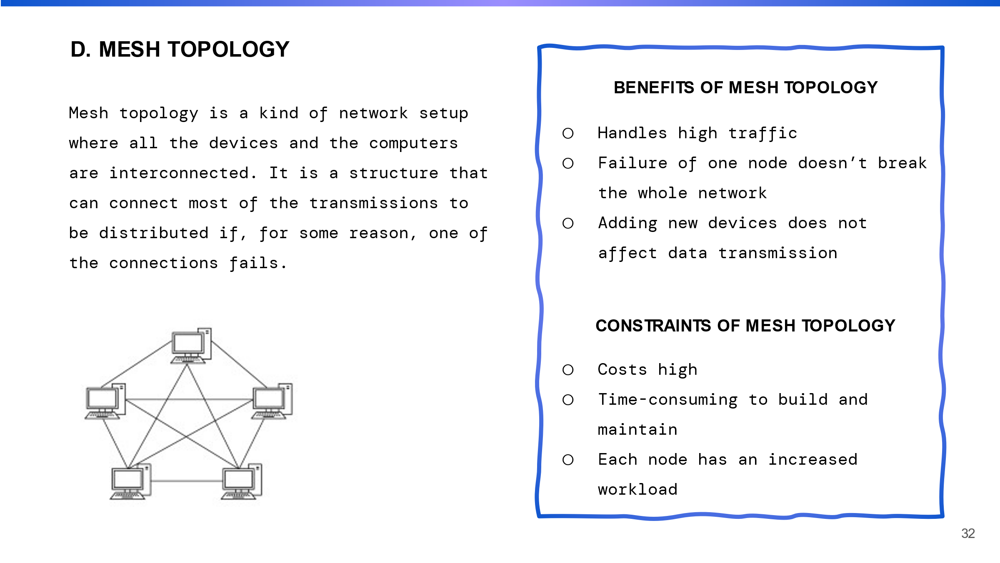 D. MESH TOPOLOGY
Mesh topology is a kind of network setup
where all the devices and the computers
are interconnected. It is a structure that
can connect most of the transmissions to
be distributed if, for some reason, one of
the connections fails.
BENEFITS OF MESH TOPOLOGY
○ Handles high traffic
○ Failure of one node doesn’t break
the whole network
○ Adding new devices does not
affect data transmission
CONSTRAINTS OF MESH TOPOLOGY
○ Costs high
○ Time-consuming to build and
maintain
○ Each node has an increased
workload
32